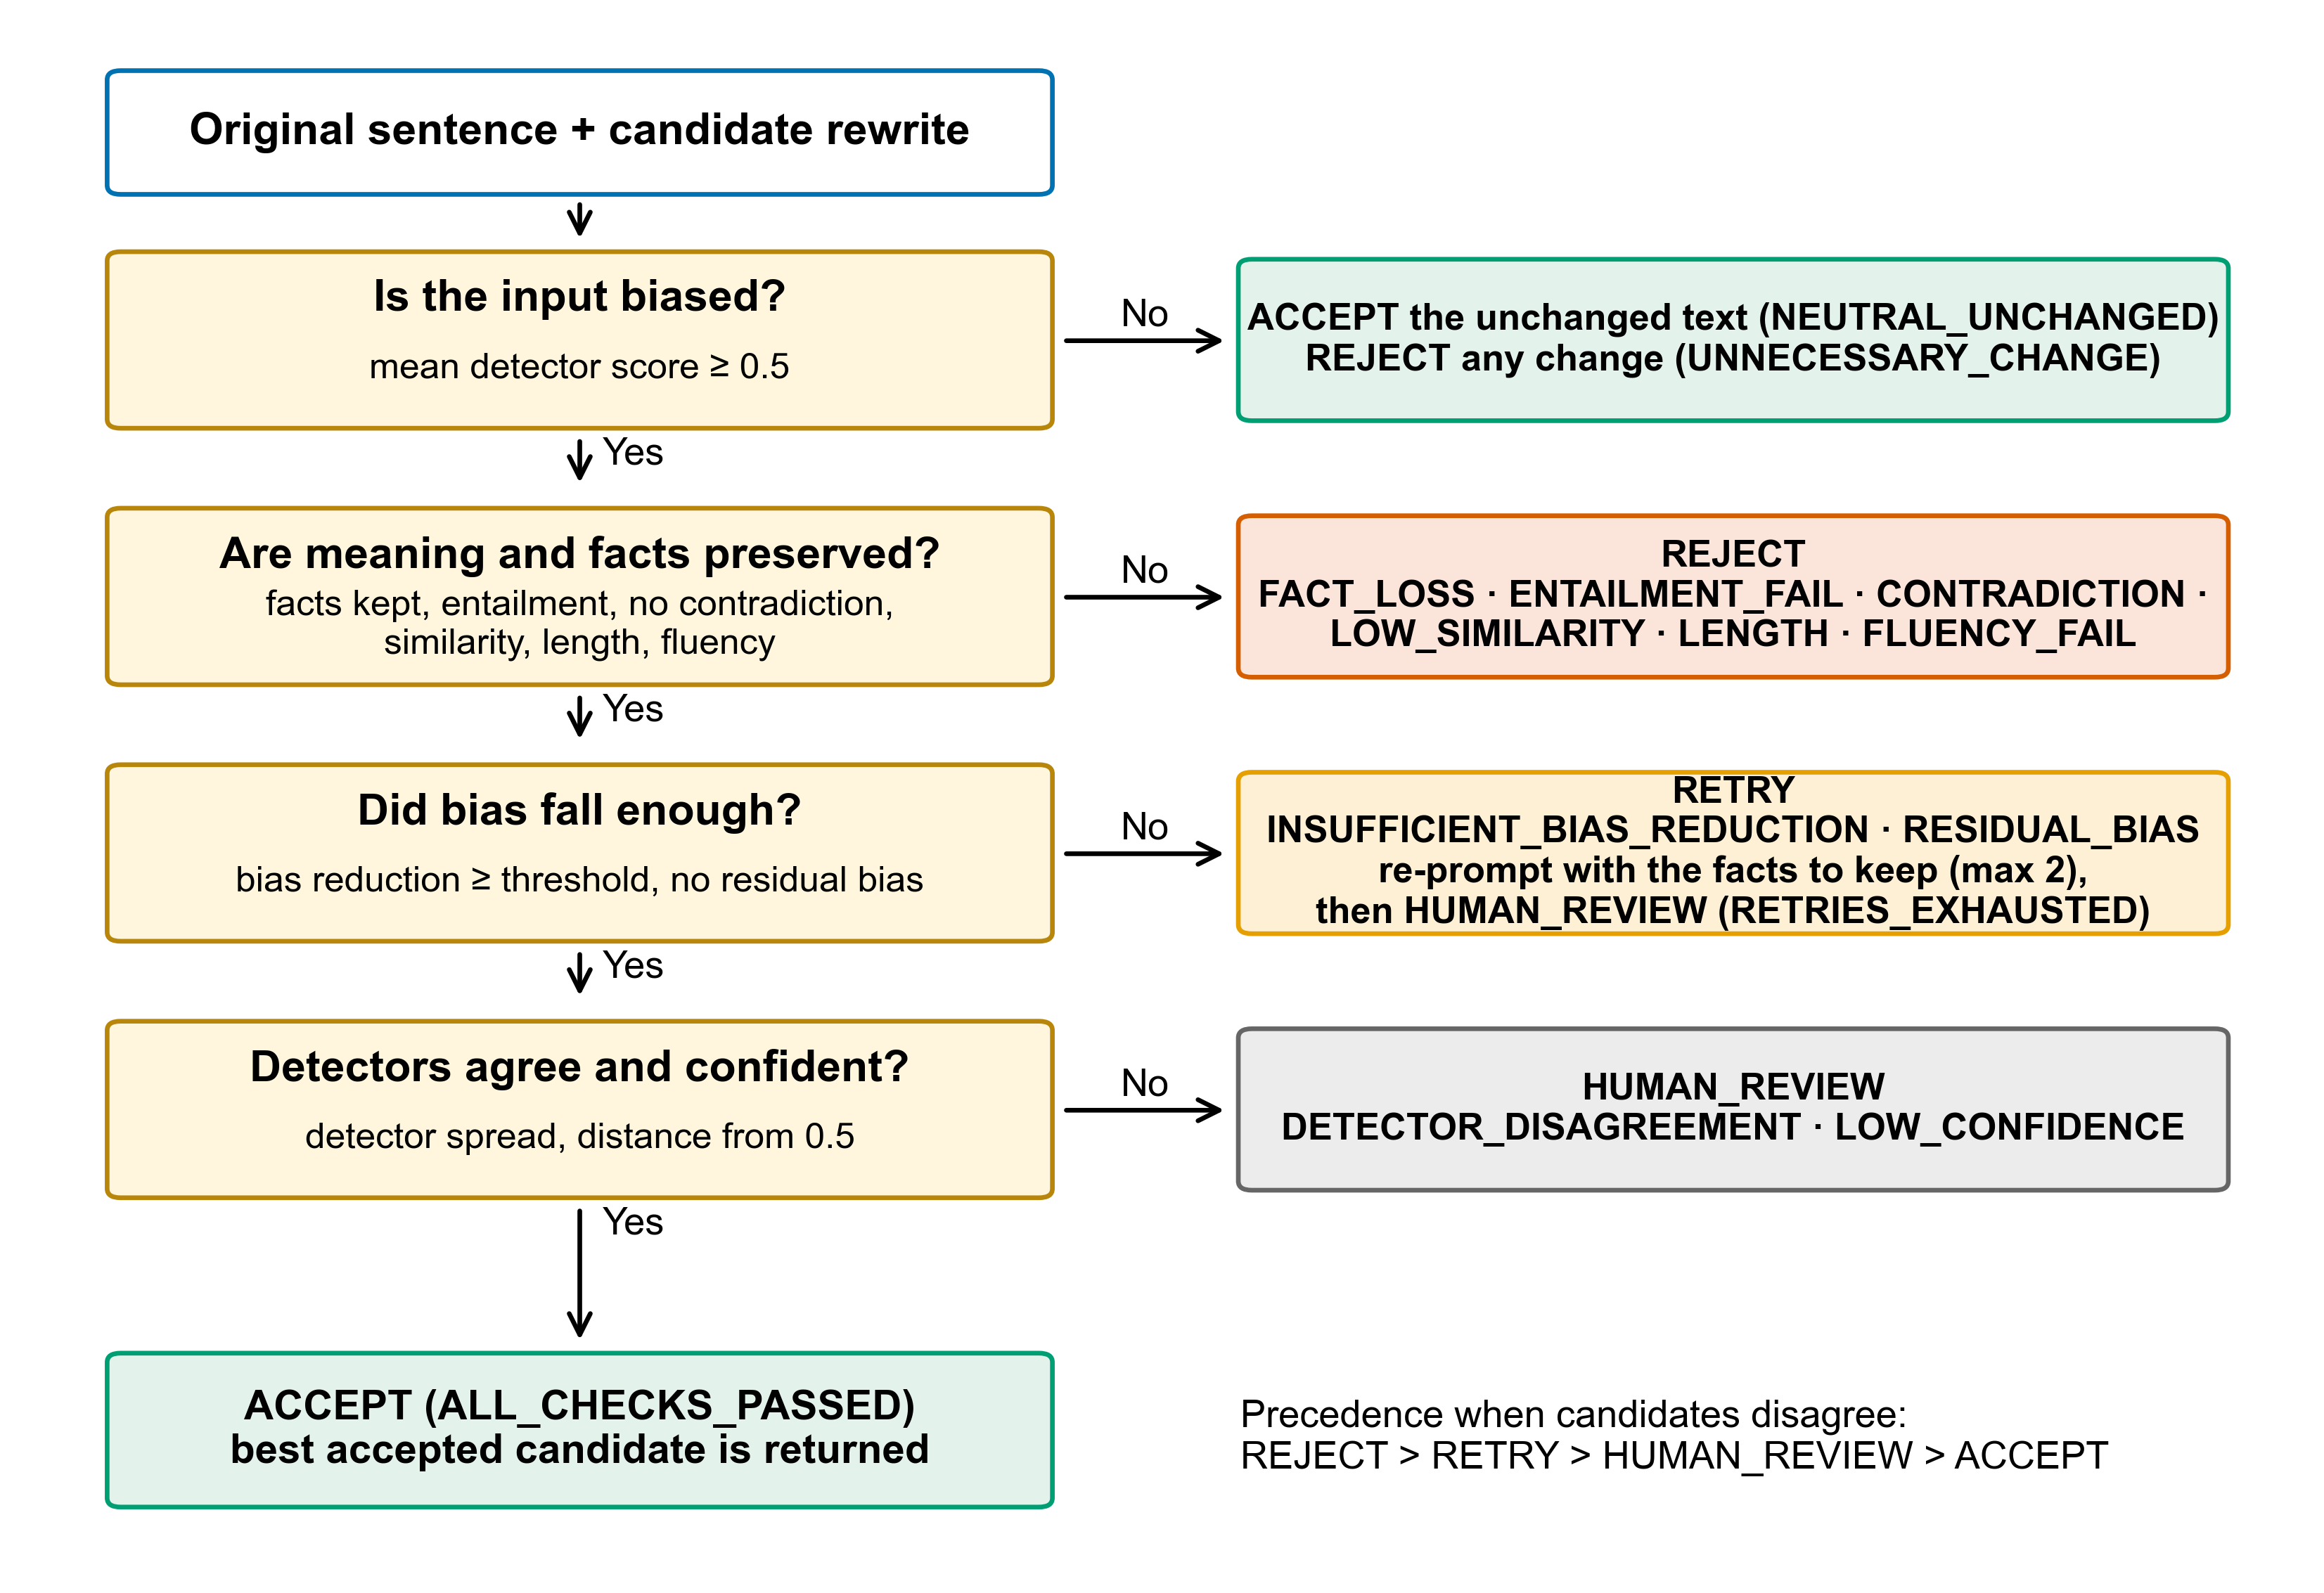 Original sentence + candidate rewrite
Is the input biased?
mean detector score ≥ 0.5
No
ACCEPT the unchanged text (NEUTRAL_UNCHANGED)
REJECT any change (UNNECESSARY_CHANGE)
Yes
Are meaning and facts preserved?
facts kept, entailment, no contradiction,
similarity, length, fluency
No
REJECT
FACT_LOSS · ENTAILMENT_FAIL · CONTRADICTION ·
LOW_SIMILARITY · LENGTH · FLUENCY_FAIL
Yes
Did bias fall enough?
bias reduction ≥ threshold, no residual bias
No
RETRY
INSUFFICIENT_BIAS_REDUCTION · RESIDUAL_BIAS
re-prompt with the facts to keep (max 2),
then HUMAN_REVIEW (RETRIES_EXHAUSTED)
Yes
Detectors agree and confident?
detector spread, distance from 0.5
No
HUMAN_REVIEW
DETECTOR_DISAGREEMENT · LOW_CONFIDENCE
Yes
ACCEPT (ALL_CHECKS_PASSED)
best accepted candidate is returned
Precedence when candidates disagree:
REJECT > RETRY > HUMAN_REVIEW > ACCEPT